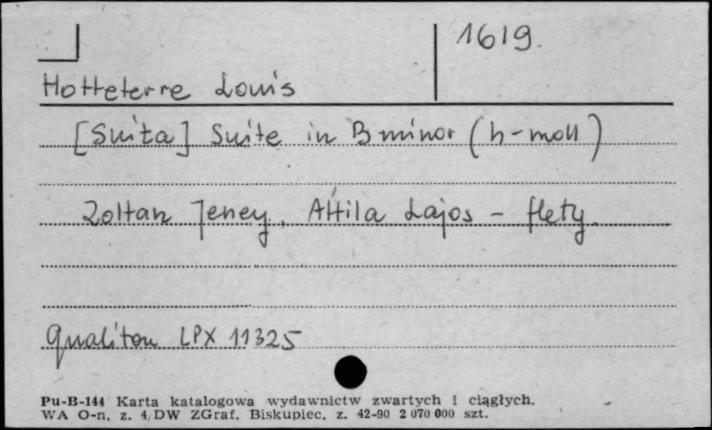 1619.
Hotteterre Louis
[Suita] Suite in B minor (h-moll)
Zoltan Jeney, Attila Lajos - flety.
Qualiton LPX 11325
Pu-B-144 Karta katalogowa wydawnictw zwartych i ciągłych.
WA O-n, z. 4/DW ZGraf. Biskupiec, z. 42-90 2 070 000 szt.